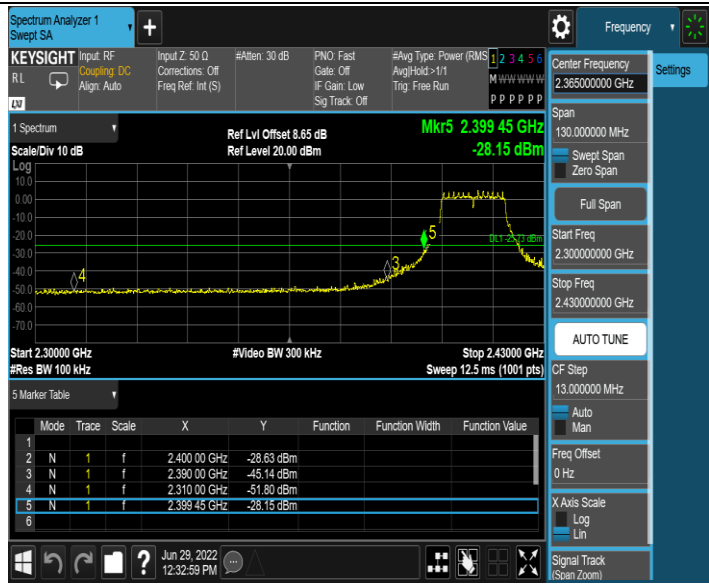 Spectrum Analyzer 1
Swept SA
Frequency
KEYSIGHT
RL
LXI
Input: RF
Coupling: DC
Align: Auto
Input Z: 50 Ω
Corrections: Off
Freq Ref: Int (S)
#Atten: 30 dB
PNO: Fast
Gate: Off
IF Gain: Low
Sig Track: Off
#Avg Type: Power (RMS
Avg|Hold:>1/1
Trig: Free Run
1 2 3 4 5 6
M W W W W W
P P P P P P
1 Spectrum
Scale/Div 10 dB
Ref Lvl Offset 8.65 dB
Ref Level 20.00 dBm
Mkr5 2.399 45 GHz
-28.15 dBm
Log
10.0
0.00
-10.0
-20.0
-30.0
-40.0
-50.0
-60.0
-70.0
4
3
5
DL1 -25.73 dBm
Start 2.30000 GHz
#Res BW 100 kHz
#Video BW 300 kHz
Stop 2.43000 GHz
Sweep 12.5 ms (1001 pts)
5 Marker Table
Mode Trace Scale X Y Function Function Width Function Value
1
2 N 1 f 2.400 00 GHz -28.63 dBm
3 N 1 f 2.390 00 GHz -45.14 dBm
4 N 1 f 2.310 00 GHz -51.80 dBm
5 N 1 f 2.399 45 GHz -28.15 dBm
6
Jun 29, 2022
12:32:59 PM
Center Frequency
2.365000000 GHz
Settings
Span
130.000000 MHz
Swept Span
Zero Span
Full Span
Start Freq
2.300000000 GHz
Stop Freq
2.430000000 GHz
AUTO TUNE
CF Step
13.000000 MHz
Auto
Man
Freq Offset
0 Hz
X Axis Scale
Log
Lin
Signal Track
(Span Zoom)